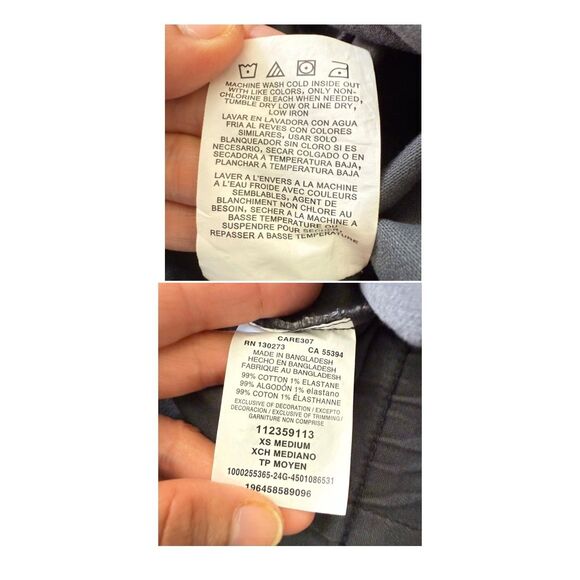 MACHINE WASH COLD INSIDE OUT
WITH LIKE COLORS, ONLY NON-
CHLORINE BLEACH WHEN NEEDED,
TUMBLE DRY LOW OR LINE DRY,
LOW IRON
LAVAR EN LAVADORA CON AGUA
FRIA AL REVES CON COLORES
SIMILARES, USAR SOLO
BLANQUEADOR SIN CLORO SI ES
NECESARIO, SECAR COLGADO O EN
SECADORA A TEMPERATURA BAJA,
PLANCHAR A TEMPERATURA BAJA
LAVER A L'ENVERS A LA MACHINE
A L'EAU FROIDE AVEC COULEURS
SEMBLABLES, AGENT DE
BLANCHIMENT NON CHLORE AU
BESOIN, SECHER A LA MACHINE A
BASSE TEMPERATURE OU
SUSPENDRE POUR SECHER,
REPASSER A BASSE TEMPERATURE
CARE307
RN 130273 CA 55394
MADE IN BANGLADESH
HECHO EN BANGLADESH
FABRIQUE AU BANGLADESH
99% COTTON 1% ELASTANE
99% ALGODÓN 1% elástano
99% COTON 1% ÉLASTHANNE
EXCLUSIVE OF DECORATION / EXCEPTO
DECORACIÓN / EXCLUSIVE OF TRIMMING /
GARNITURE NON COMPRISE
112359113
XS MEDIUM
XCH MEDIANO
TP MOYEN
1000255365-24G-4501086531
196458589096